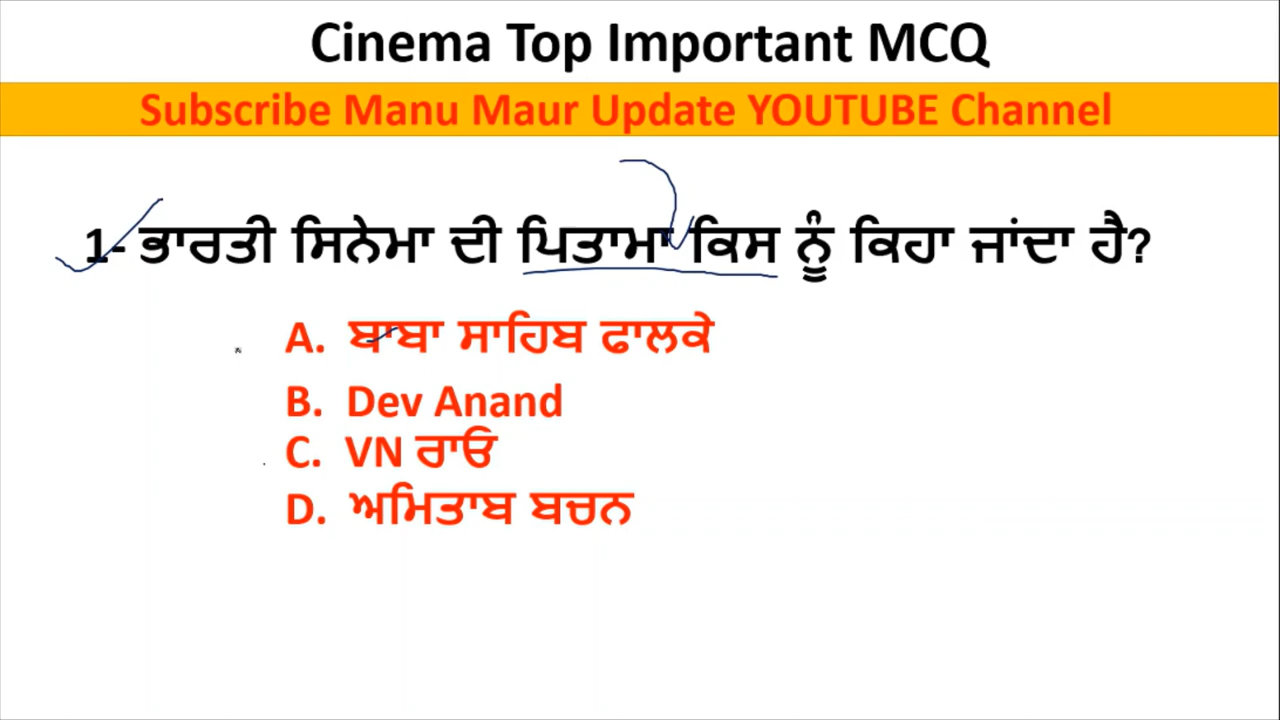 Cinema Top Important MCQ
Subscribe Manu Maur Update YOUTUBE Channel
1- ਭਾਰਤੀ ਸਿਨੇਮਾ ਦੀ ਪਿਤਾਮਾ ਕਿਸ ਨੂੰ ਕਿਹਾ ਜਾਂਦਾ ਹੈ?
A. ਬਾਬਾ ਸਾਹਿਬ ਫਾਲਕੇ
B. Dev Anand
C. VN ਰਾਓ
D. ਅਮਿਤਾਬ ਬਚਨ